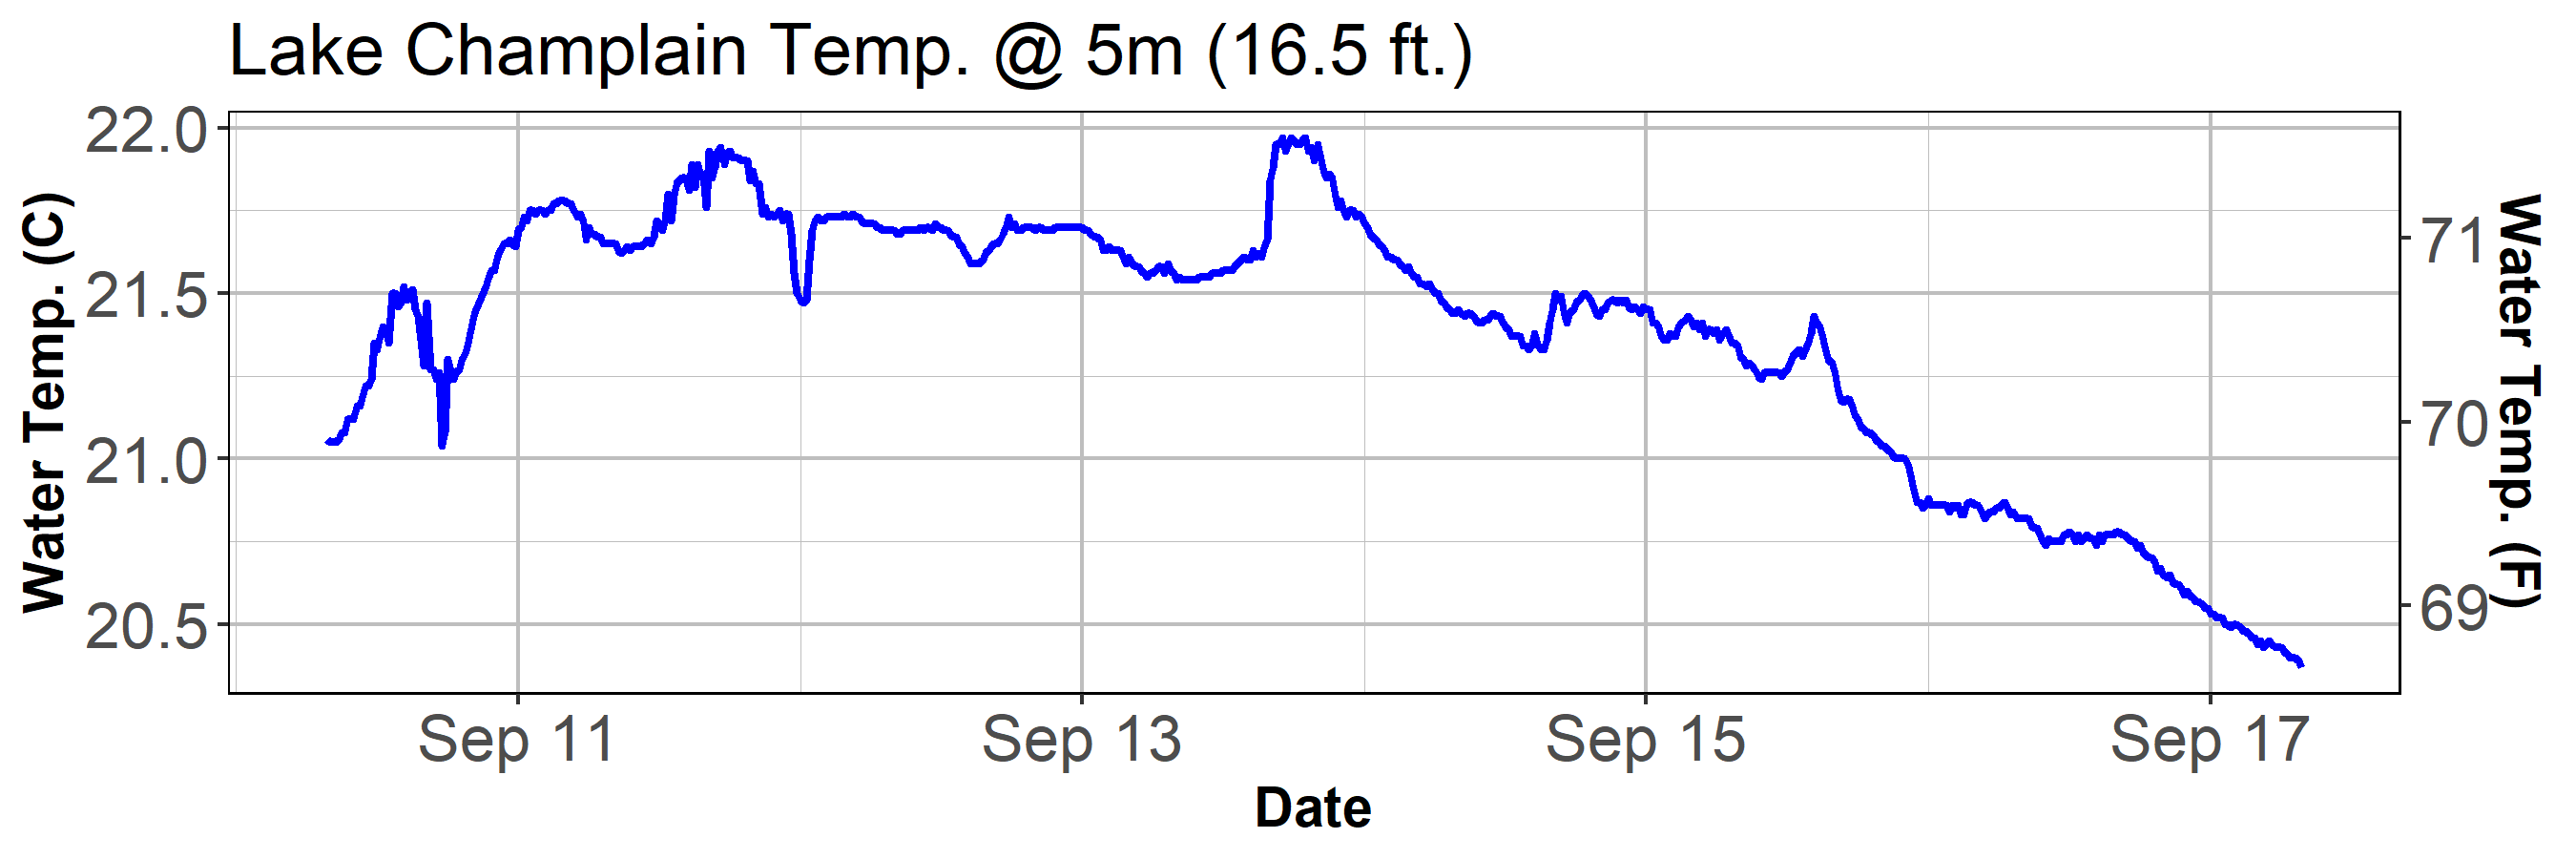 Lake Champlain Temp. @ 5m (16.5 ft.)
22.0
21.5
21.0
20.5
Water Temp. (C)
71
70
69
Water Temp. (F)
Sep 11
Sep 13
Sep 15
Sep 17
Date